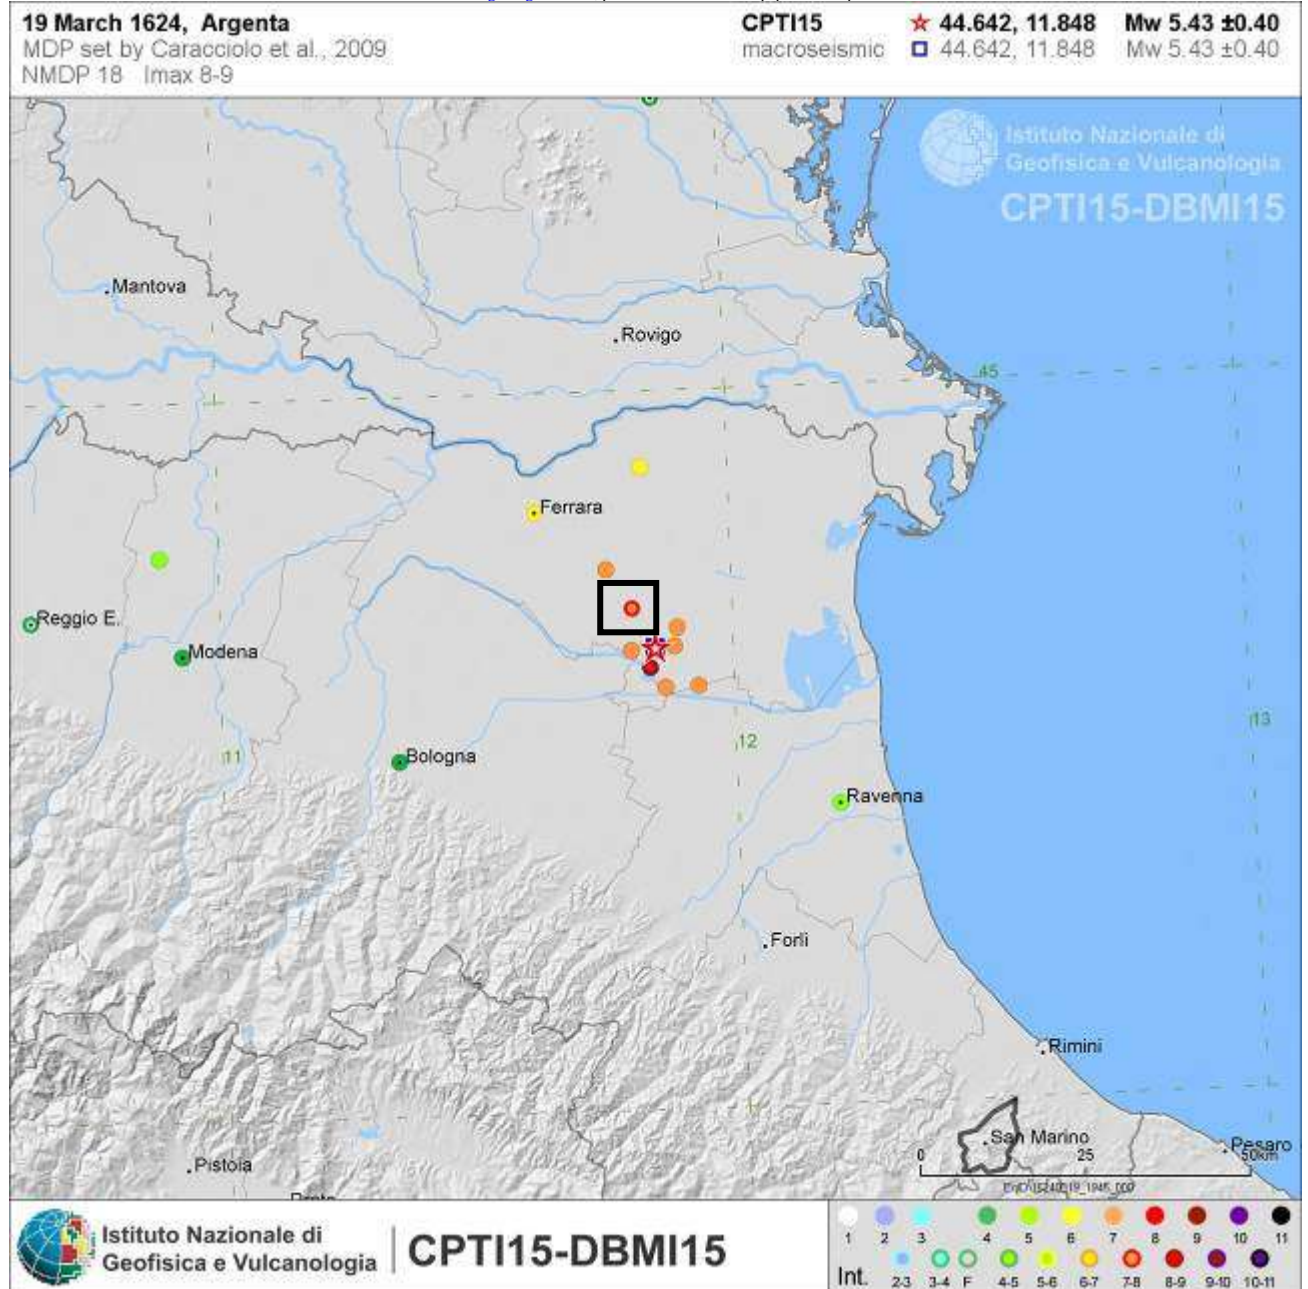 19 March 1624, Argenta
MDP set by Caracciolo et al., 2009
NMDP 18 Imax 8-9
CPTI15 44.642, 11.848 Mw 5.43 ±0.40
macroseismic 44.642, 11.848 Mw 5.43 ±0.40
Istituto Nazionale di
Geofisica e Vulcanologia
CPTI15-DBMI15
Mantova
Rovigo
45
Ferrara
Reggio E.
Modena
12
13
11
Bologna
Ravenna
Forlì
Rimini
San Marino
Pesaro
0 25 50km
Pistoia
Istituto Nazionale di
Geofisica e Vulcanologia
CPTI15-DBMI15
1 2 3 4 5 6 7 8 9 10 11
Int. 2-3 3-4 F 4-5 5-6 6-7 7-8 8-9 9-10 10-11